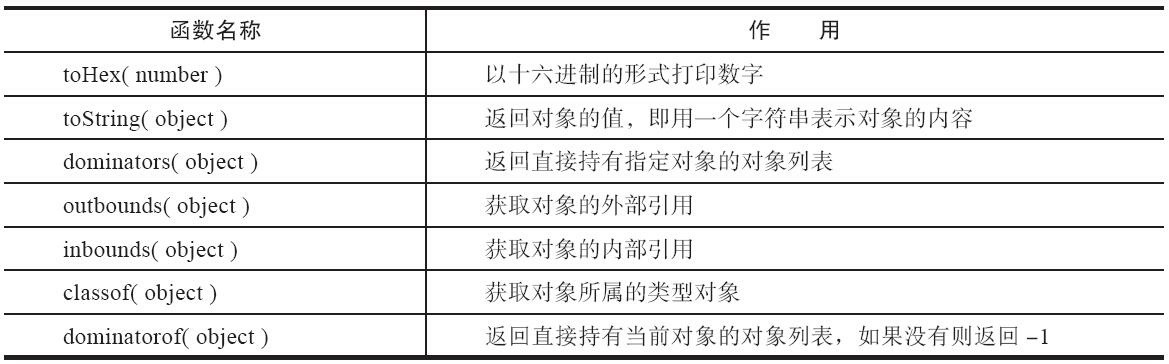 函数名称 作 用
toHex( number ) 以十六进制的形式打印数字
toString( object ) 返回对象的值，即用一个字符串表示对象的内容
dominators( object ) 返回直接持有指定对象的对象列表
outbounds( object ) 获取对象的外部引用
inbounds( object ) 获取对象的内部引用
classof( object ) 获取对象所属的类型对象
dominatorof( object ) 返回直接持有当前对象的对象列表，如果没有则返回 –1